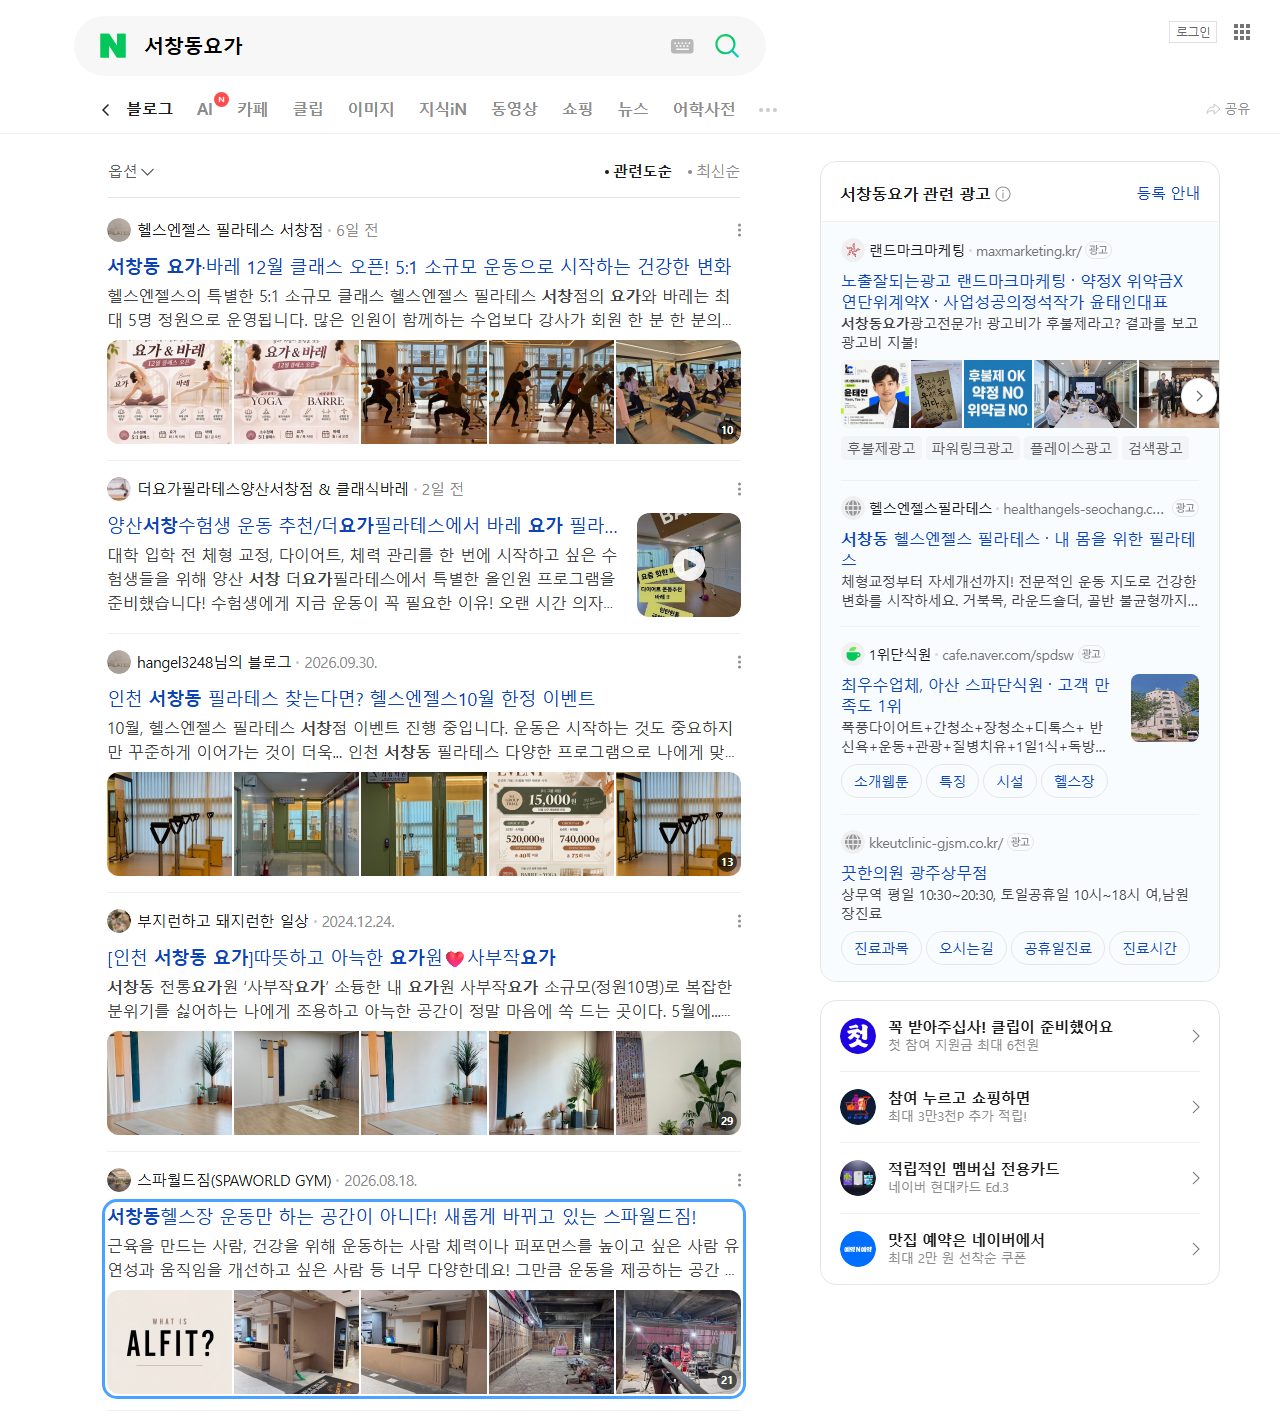 서창동요가
로그인
블로그 AI N 카페 클립 이미지 지식iN 동영상 쇼핑 뉴스 어학사전
공유
옵션
관련도순 최신순
헬스엔젤스 필라테스 서창점 · 6일 전
서창동 요가·바레 12월 클래스 오픈! 5:1 소규모 운동으로 시작하는 건강한 변화
헬스엔젤스의 특별한 5:1 소규모 클래스 헬스엔젤스 필라테스 서창점의 요가와 바레는 최
대 5명 정원으로 운영됩니다. 많은 인원이 함께하는 수업보다 강사가 회원 한 분 한 분의...
요가&바레
12월 클래스 오픈
요가
바레
요가&바레
12월 클래스 오픈
YOGA BARRE
10
더요가필라테스양산서창점 & 클래식바레 · 2일 전
양산서창수험생 운동 추천/더요가필라테스에서 바레 요가 필라...
대학 입학 전 체형 교정, 다이어트, 체력 관리를 한 번에 시작하고 싶은 수
험생들을 위해 양산 서창 더요가필라테스에서 특별한 올인원 프로그램을
준비했습니다! 수험생에게 지금 운동이 꼭 필요한 이유! 오랜 시간 의자...
hangel3248님의 블로그 · 2026.09.30.
인천 서창동 필라테스 찾는다면? 헬스엔젤스10월 한정 이벤트
10월, 헬스엔젤스 필라테스 서창점 이벤트 진행 중입니다. 운동은 시작하는 것도 중요하지
만 꾸준하게 이어가는 것이 더욱... 인천 서창동 필라테스 다양한 프로그램으로 나에게 맞...
EVENT
15,000원
520,000원
740,000원
총 40회
총 75회
BARRE + YOGA
13
부지런하고 돼지런한 일상 · 2024.12.24.
[인천 서창동 요가]따뜻하고 아늑한 요가원❤️사부작요가
서창동 전통요가원 ‘사부작요가’ 소듕한 내 요가원 사부작요가 소규모(정원10명)로 복잡한
분위기를 싫어하는 나에게 조용하고 아늑한 공간이 정말 마음에 쏙 드는 곳이다. 5월에......
29
스파월드짐(SPAWORLD GYM) · 2026.08.18.
서창동헬스장 운동만 하는 공간이 아니다! 새롭게 바뀌고 있는 스파월드짐!
근육을 만드는 사람, 건강을 위해 운동하는 사람 체력이나 퍼포먼스를 높이고 싶은 사람 유
연성과 움직임을 개선하고 싶은 사람 등 너무 다양한데요! 그만큼 운동을 제공하는 공간 ...
WHAT IS
ALFIT?
21
서창동요가 관련 광고
등록 안내
랜드마크마케팅 · maxmarketing.kr/ 광고
노출잘되는광고 랜드마크마케팅 · 약정X 위약금X
연단위계약X · 사업성공의정석작가 윤태인대표
서창동요가광고전문가! 광고비가 후불제라고? 결과를 보고
광고비 지불!
윤태인
후불제 OK
약정 NO
위약금 NO
후불제광고 파워링크광고 플레이스광고 검색광고
헬스엔젤스필라테스 · healthangels-seochang.c... 광고
서창동 헬스엔젤스 필라테스 · 내 몸을 위한 필라테
스
체형교정부터 자세개선까지! 전문적인 운동 지도로 건강한
변화를 시작하세요. 거북목, 라운드숄더, 골반 불균형까지...
1위단식원 · cafe.naver.com/spdsw 광고
최우수업체, 아산 스파단식원 · 고객 만
족도 1위
폭풍다이어트+간청소+장청소+디톡스+ 반
신욕+운동+관광+질병치유+1일1식+독방...
소개웹툰 특징 시설 헬스장
kkeutclinic-gjsm.co.kr/ 광고
끗한의원 광주상무점
상무역 평일 10:30~20:30, 토일공휴일 10시~18시 여,남원
장진료
진료과목 오시는길 공휴일진료 진료시간
첫
꼭 받아주십사! 클립이 준비했어요
첫 참여 지원금 최대 6천원
참여 누르고 쇼핑하면
최대 3만3천P 추가 적립!
적립적인 멤버십 전용카드
네이버 현대카드 Ed.3
맛집 예약은 네이버에서
최대 2만 원 선착순 쿠폰